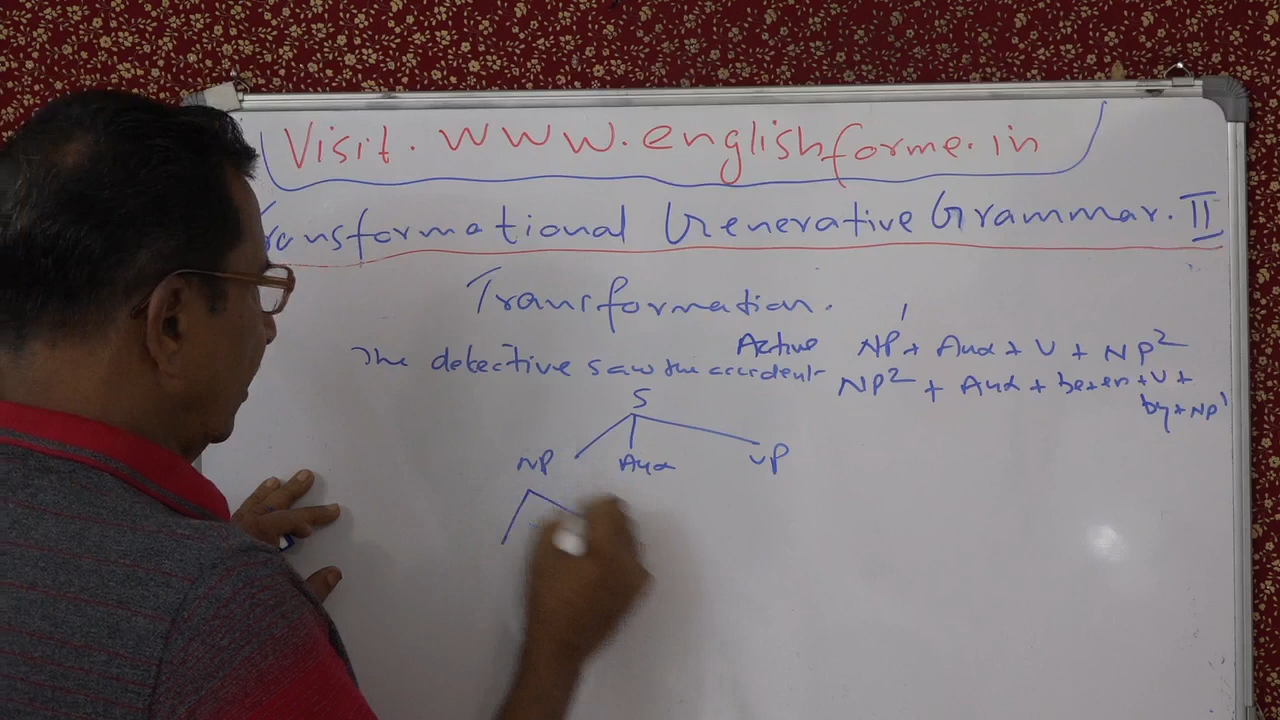 Visit. www.englishforme.in
Transformational Generative Grammar. II
Transformation.
Active NP¹ + Aux + V + NP²
The detective saw the accident
NP² + Aux + be+en + V +
by + NP¹
S
NP Aux VP